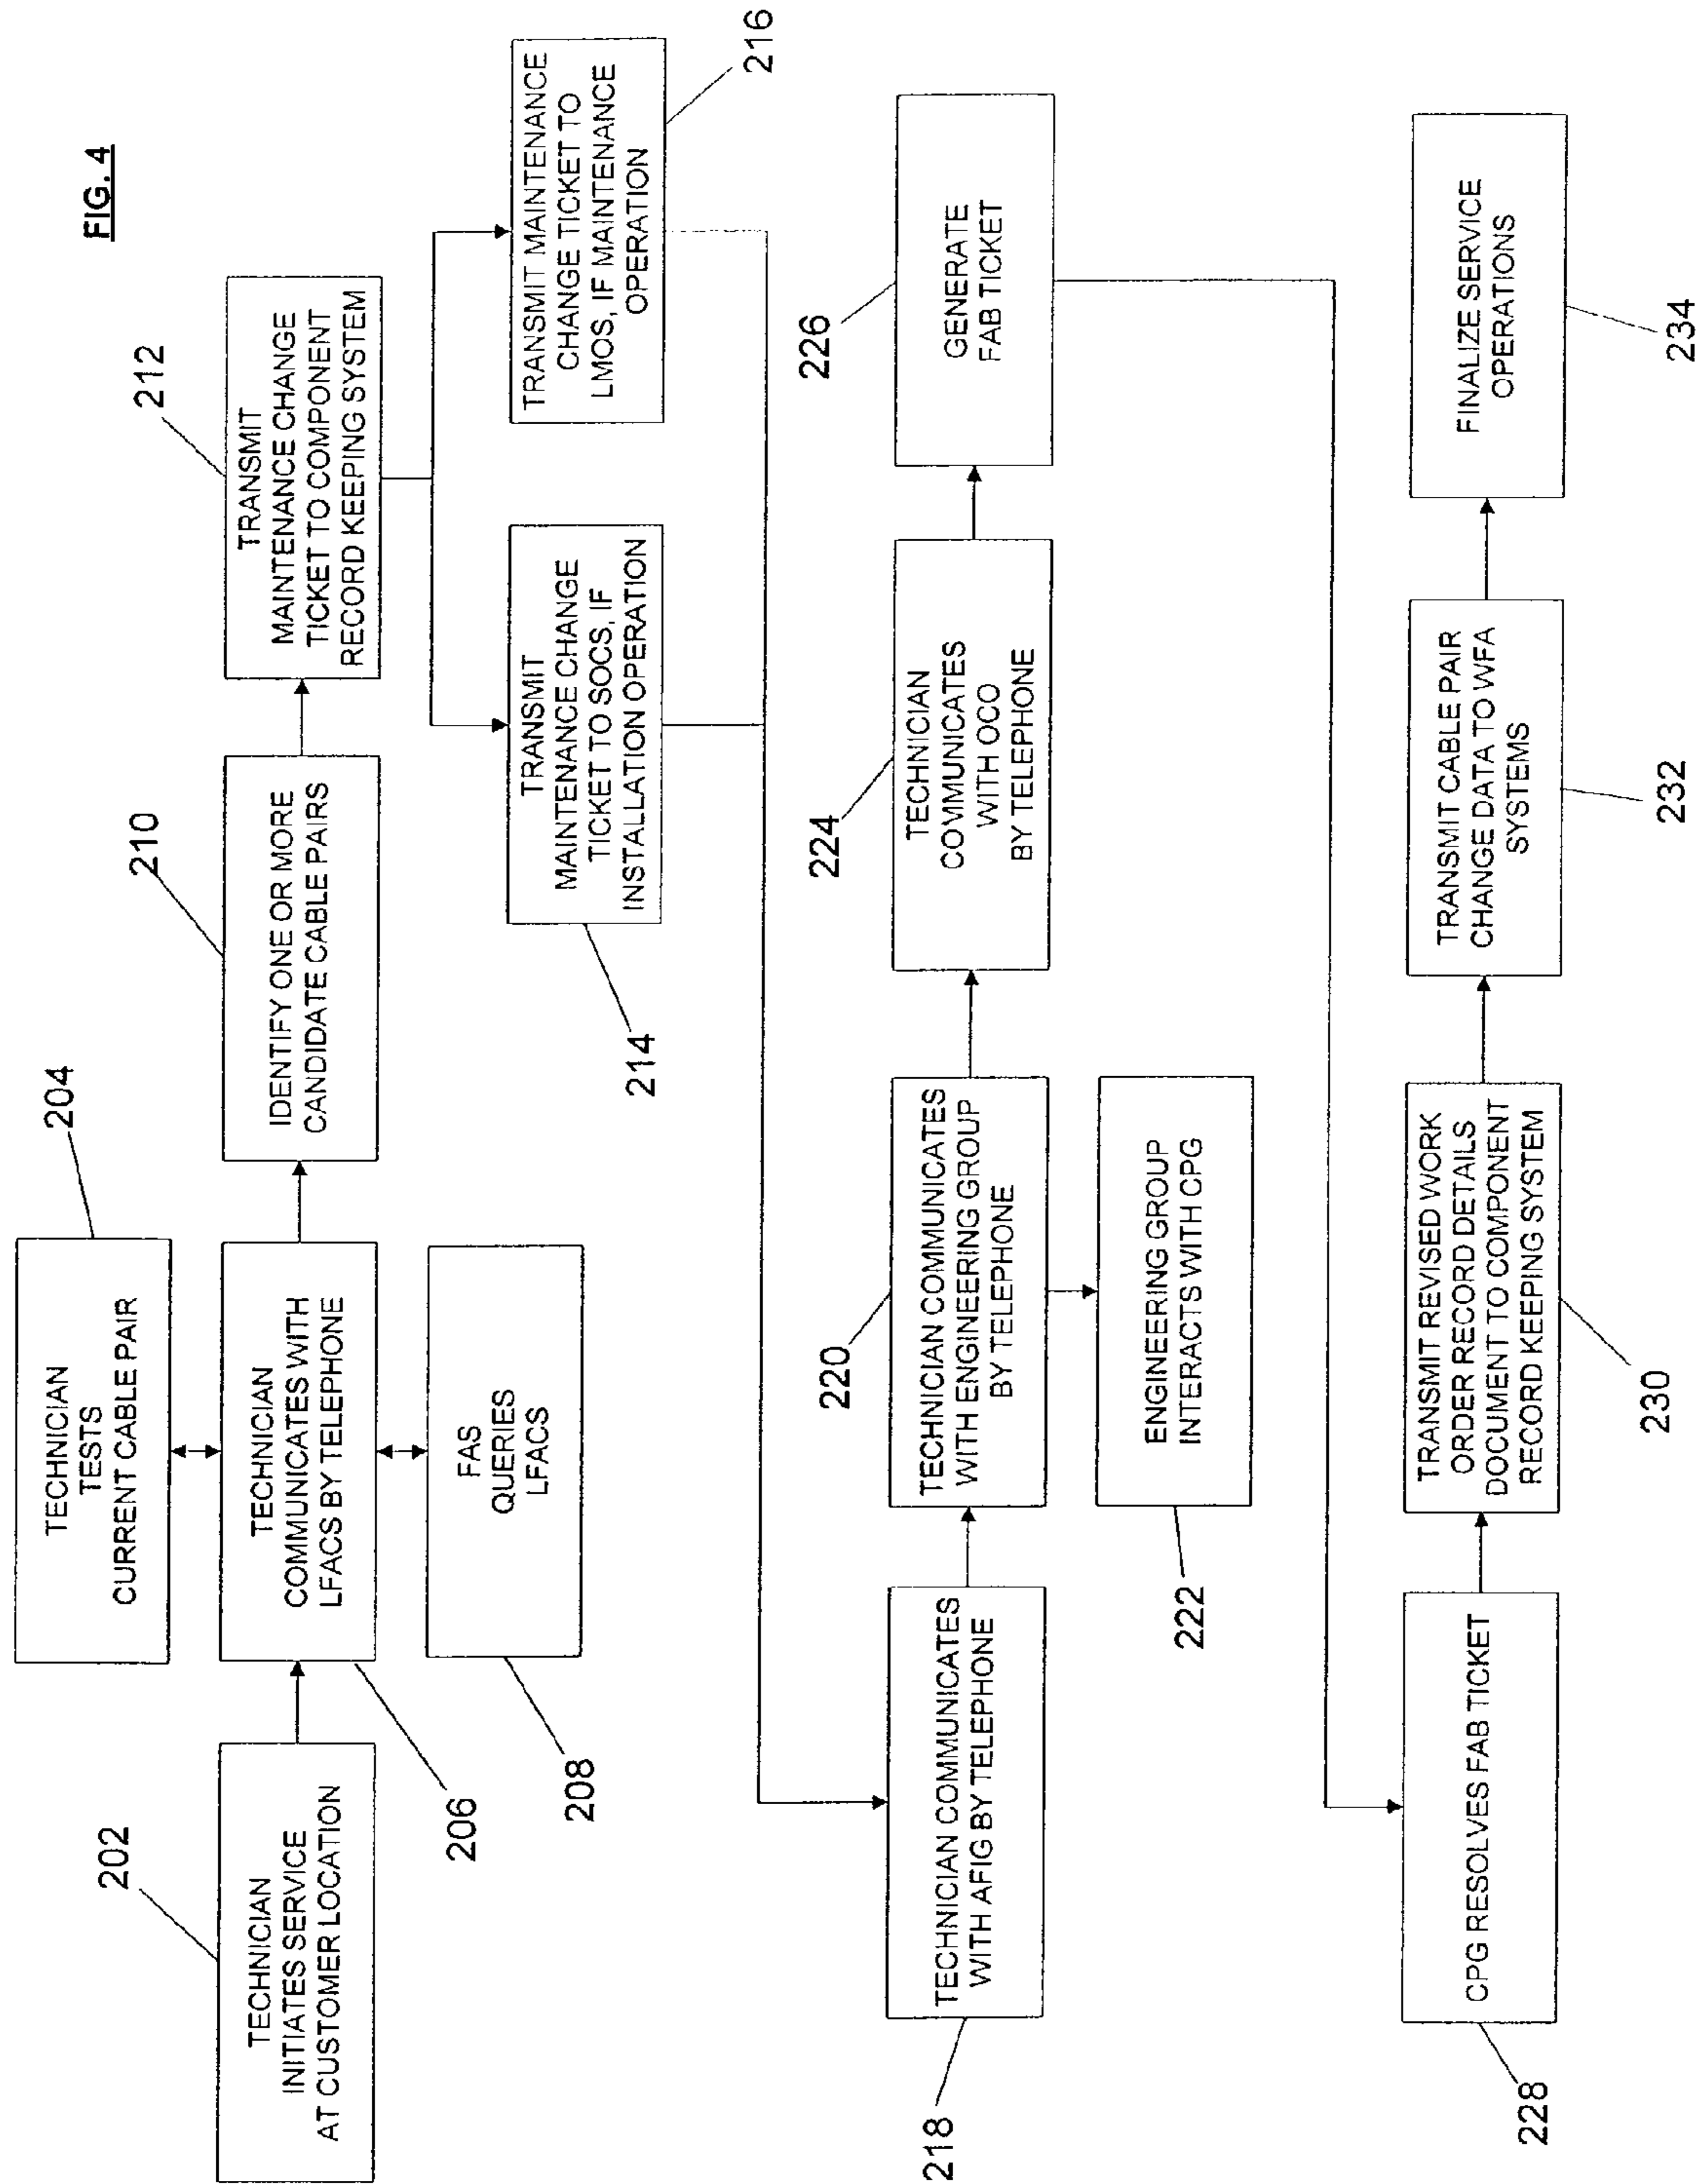 FIG. 4
202
TECHNICIAN
INITIATES SERVICE
AT CUSTOMER LOCATION
204
TECHNICIAN
TESTS
CURRENT CABLE PAIR
206
TECHNICIAN
COMMUNICATES WITH
LFACS BY TELEPHONE
208
FAS
QUERIES
LFACS
210
IDENTIFY ONE OR MORE
CANDIDATE CABLE PAIRS
212
TRANSMIT
MAINTENANCE CHANGE
TICKET TO COMPONENT
RECORD KEEPING SYSTEM
214
TRANSMIT
MAINTENANCE CHANGE
TICKET TO SOCS, IF
INSTALLATION OPERATION
216
TRANSMIT MAINTENANCE
CHANGE TICKET TO
LMOS, IF MAINTENANCE
OPERATION
218
TECHNICIAN COMMUNICATES
WITH AFIG BY TELEPHONE
220
TECHNICIAN COMMUNICATES
WITH ENGINEERING GROUP
BY TELEPHONE
222
ENGINEERING GROUP
INTERACTS WITH CPG
224
TECHNICIAN
COMMUNICATES
WITH OCO
BY TELEPHONE
226
GENERATE
FAB TICKET
228
CPG RESOLVES FAB TICKET
230
TRANSMIT REVISED WORK
ORDER RECORD DETAILS
DOCUMENT TO COMPONENT
RECORD KEEPING SYSTEM
232
TRANSMIT CABLE PAIR
CHANGE DATA TO WFA
SYSTEMS
234
FINALIZE SERVICE
OPERATIONS